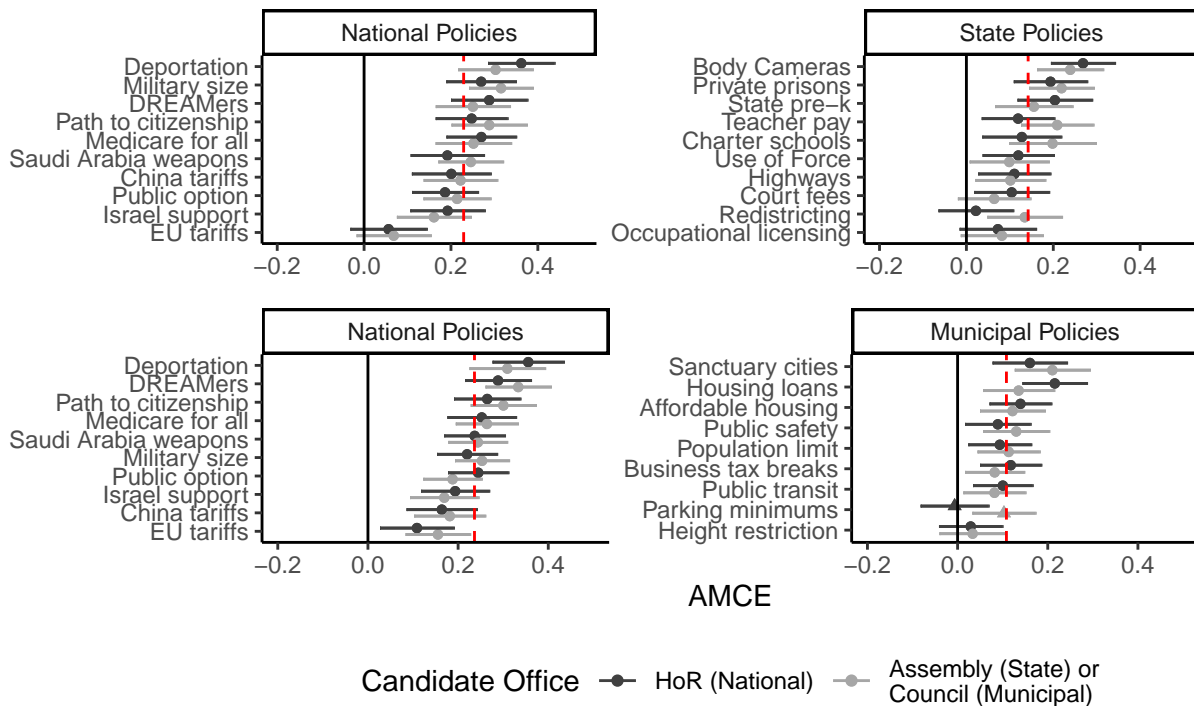 National Policies
Deportation
Military size
DREAMers
Path to citizenship
Medicare for all
Saudi Arabia weapons
China tariffs
Public option
Israel support
EU tariffs
−0.2 0.0 0.2 0.4
State Policies
Body Cameras
Private prisons
State pre-k
Teacher pay
Charter schools
Use of Force
Highways
Court fees
Redistricting
Occupational licensing
−0.2 0.0 0.2 0.4
National Policies
Deportation
DREAMers
Path to citizenship
Medicare for all
Saudi Arabia weapons
Military size
Public option
Israel support
China tariffs
EU tariffs
−0.2 0.0 0.2 0.4
Municipal Policies
Sanctuary cities
Housing loans
Affordable housing
Public safety
Population limit
Business tax breaks
Public transit
Parking minimums
Height restriction
−0.2 0.0 0.2 0.4
AMCE
Candidate Office HoR (National) Assembly (State) or
Council (Municipal)